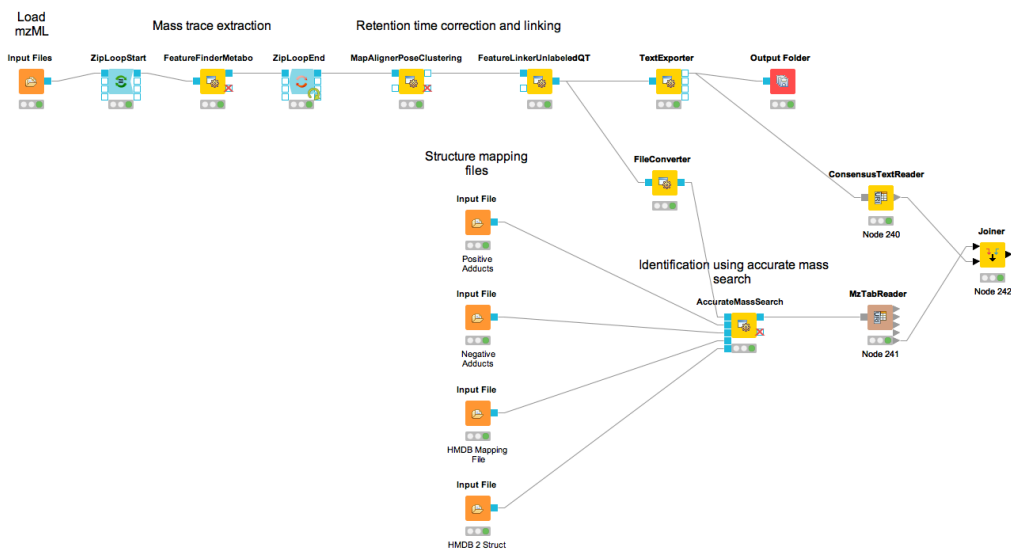 Load
mzML
Mass trace extraction
Retention time correction and linking
Input Files
ZipLoopStart
FeatureFinderMetabo
ZipLoopEnd
MapAlignerPoseClustering
FeatureLinkerUnlabeledQT
TextExporter
Output Folder
Structure mapping
files
FileConverter
ConsensusTextReader
Input File
Node 240
Joiner
Positive
Adducts
Identification using accurate mass
search
Node 242
Input File
AccurateMassSearch
MzTabReader
Negative
Adducts
Node 241
Input File
HMDB Mapping
File
Input File
HMDB 2 Struct